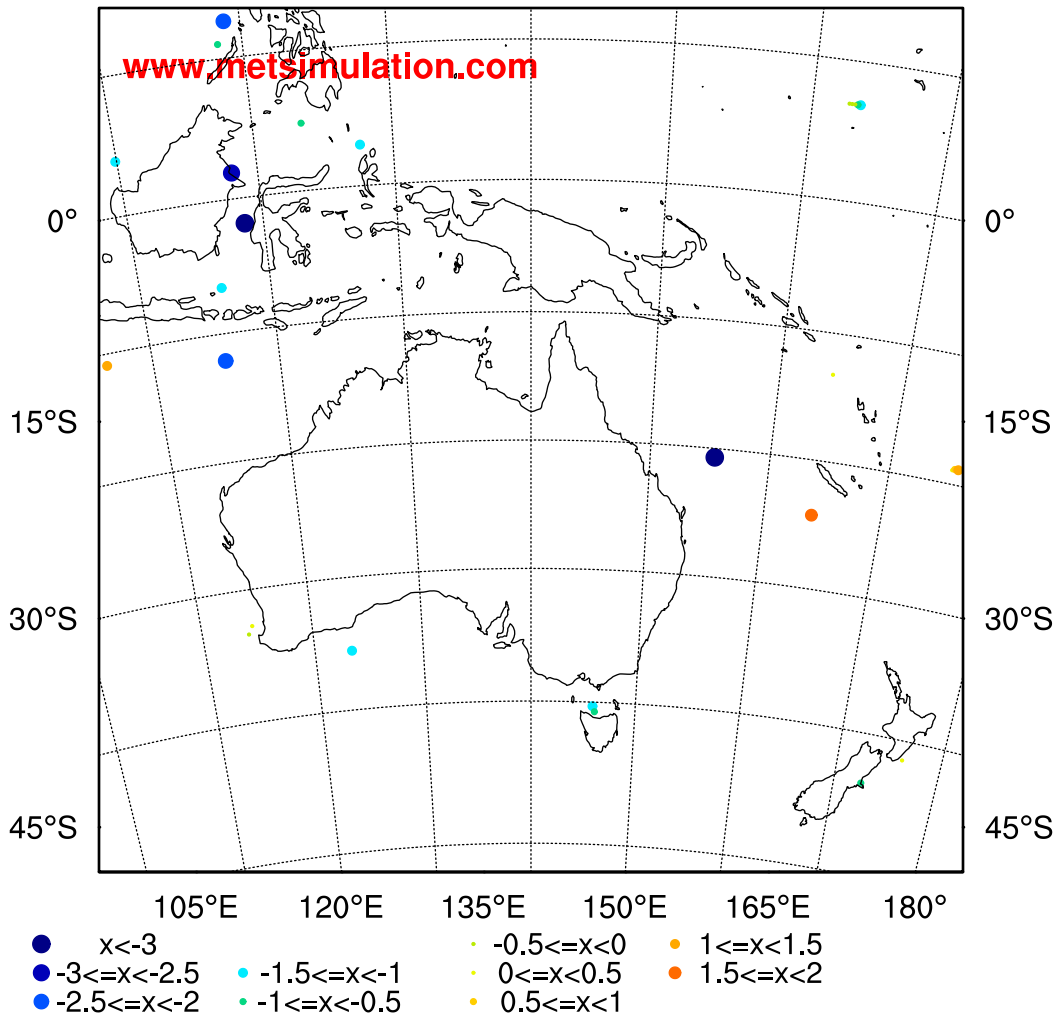 www.metsimulation.com
0° 0°
15°S 15°S
30°S 30°S
45°S 45°S
105°E 120°E 135°E 150°E 165°E 180°
x<-3 -0.5<=x<0 1<=x<1.5
-3<=x<-2.5 -1.5<=x<-1 0<=x<0.5 1.5<=x<2
-2.5<=x<-2 -1<=x<-0.5 0.5<=x<1